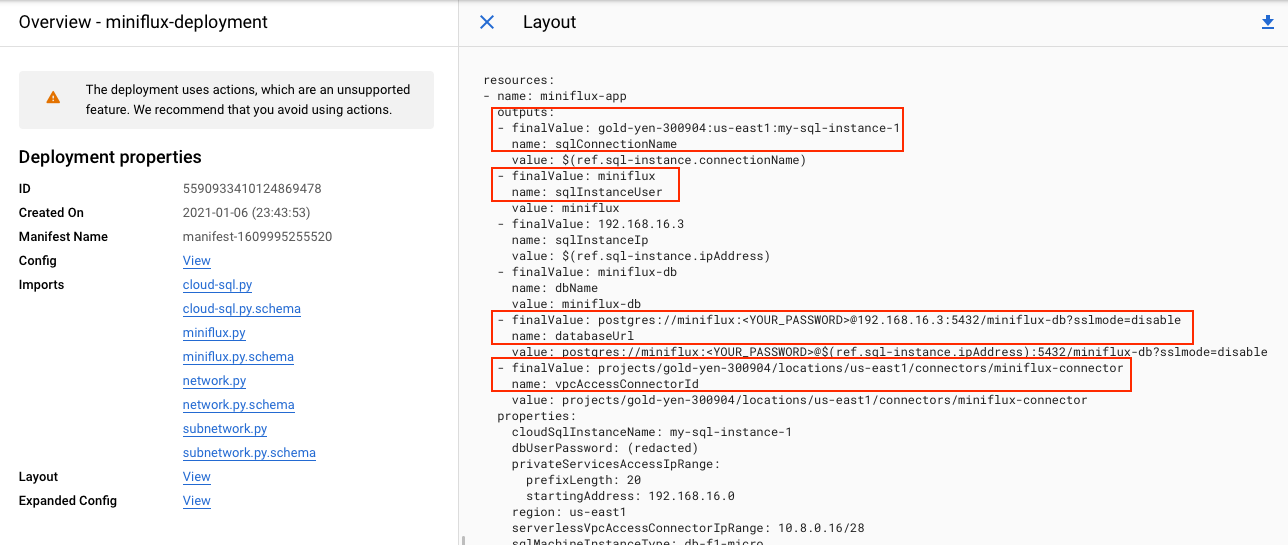 Overview - miniflux-deployment
The deployment uses actions, which are an unsupported
feature. We recommend that you avoid using actions.
Deployment properties
ID 5590933410124869478
Created On 2021-01-06 (23:43:53)
Manifest Name manifest-1609995255520
Config View
Imports cloud-sql.py
cloud-sql.py.schema
miniflux.py
miniflux.py.schema
network.py
network.py.schema
subnetwork.py
subnetwork.py.schema
Layout View
Expanded Config View
Layout
resources:
- name: miniflux-app
  outputs:
  - finalValue: gold-yen-300904:us-east1:my-sql-instance-1
    name: sqlConnectionName
    value: $(ref.sql-instance.connectionName)
  - finalValue: miniflux
    name: sqlInstanceUser
    value: miniflux
  - finalValue: 192.168.16.3
    name: sqlInstanceIp
    value: $(ref.sql-instance.ipAddress)
  - finalValue: miniflux-db
    name: dbName
    value: miniflux-db
  - finalValue: postgres://miniflux:<YOUR_PASSWORD>@192.168.16.3:5432/miniflux-db?sslmode=disable
    name: databaseUrl
    value: postgres://miniflux:<YOUR_PASSWORD>@$(ref.sql-instance.ipAddress):5432/miniflux-db?sslmode=disable
  - finalValue: projects/gold-yen-300904/locations/us-east1/connectors/miniflux-connector
    name: vpcAccessConnectorId
    value: projects/gold-yen-300904/locations/us-east1/connectors/miniflux-connector
  properties:
    cloudSqlInstanceName: my-sql-instance-1
    dbUserPassword: (redacted)
    privateServicesAccessIpRange:
      prefixLength: 20
      startingAddress: 192.168.16.0
    region: us-east1
    serverlessVpcAccessConnectorIpRange: 10.8.0.16/28
    sqlMachineInstanceType: db-f1-micro